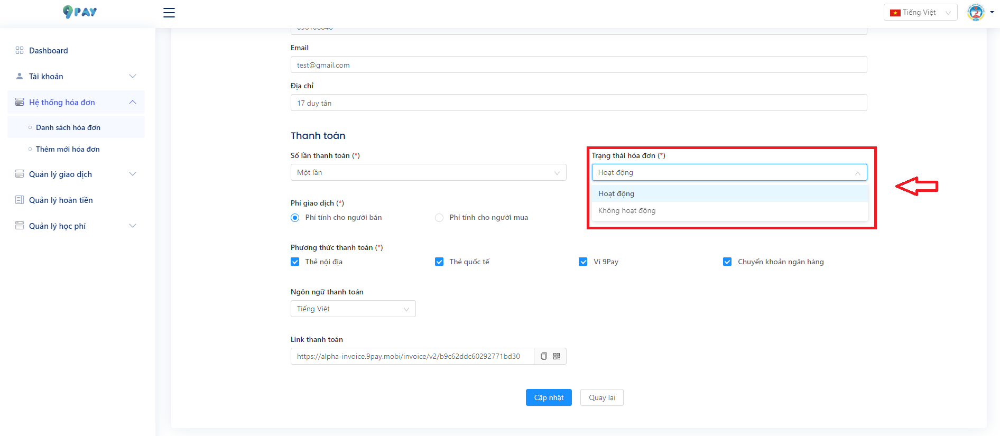 9PAY
Tiếng Việt
Dashboard
Tài khoản
Hệ thống hóa đơn
Danh sách hóa đơn
Thêm mới hóa đơn
Quản lý giao dịch
Quản lý hoàn tiền
Quản lý học phí
Email
test@gmail.com
Địa chỉ
17 duy tân
Thanh toán
Số lần thanh toán (*)
Một lần
Trạng thái hóa đơn (*)
Hoạt động
Hoạt động
Không hoạt động
Phí giao dịch (*)
Phí tính cho người bán
Phí tính cho người mua
Phương thức thanh toán (*)
Thẻ nội địa
Thẻ quốc tế
Ví 9Pay
Chuyển khoản ngân hàng
Ngôn ngữ thanh toán
Tiếng Việt
Link thanh toán
https://alpha-invoice.9pay.mobi/invoice/v2/b9c62ddc60292771bd30
Cập nhật
Quay lại